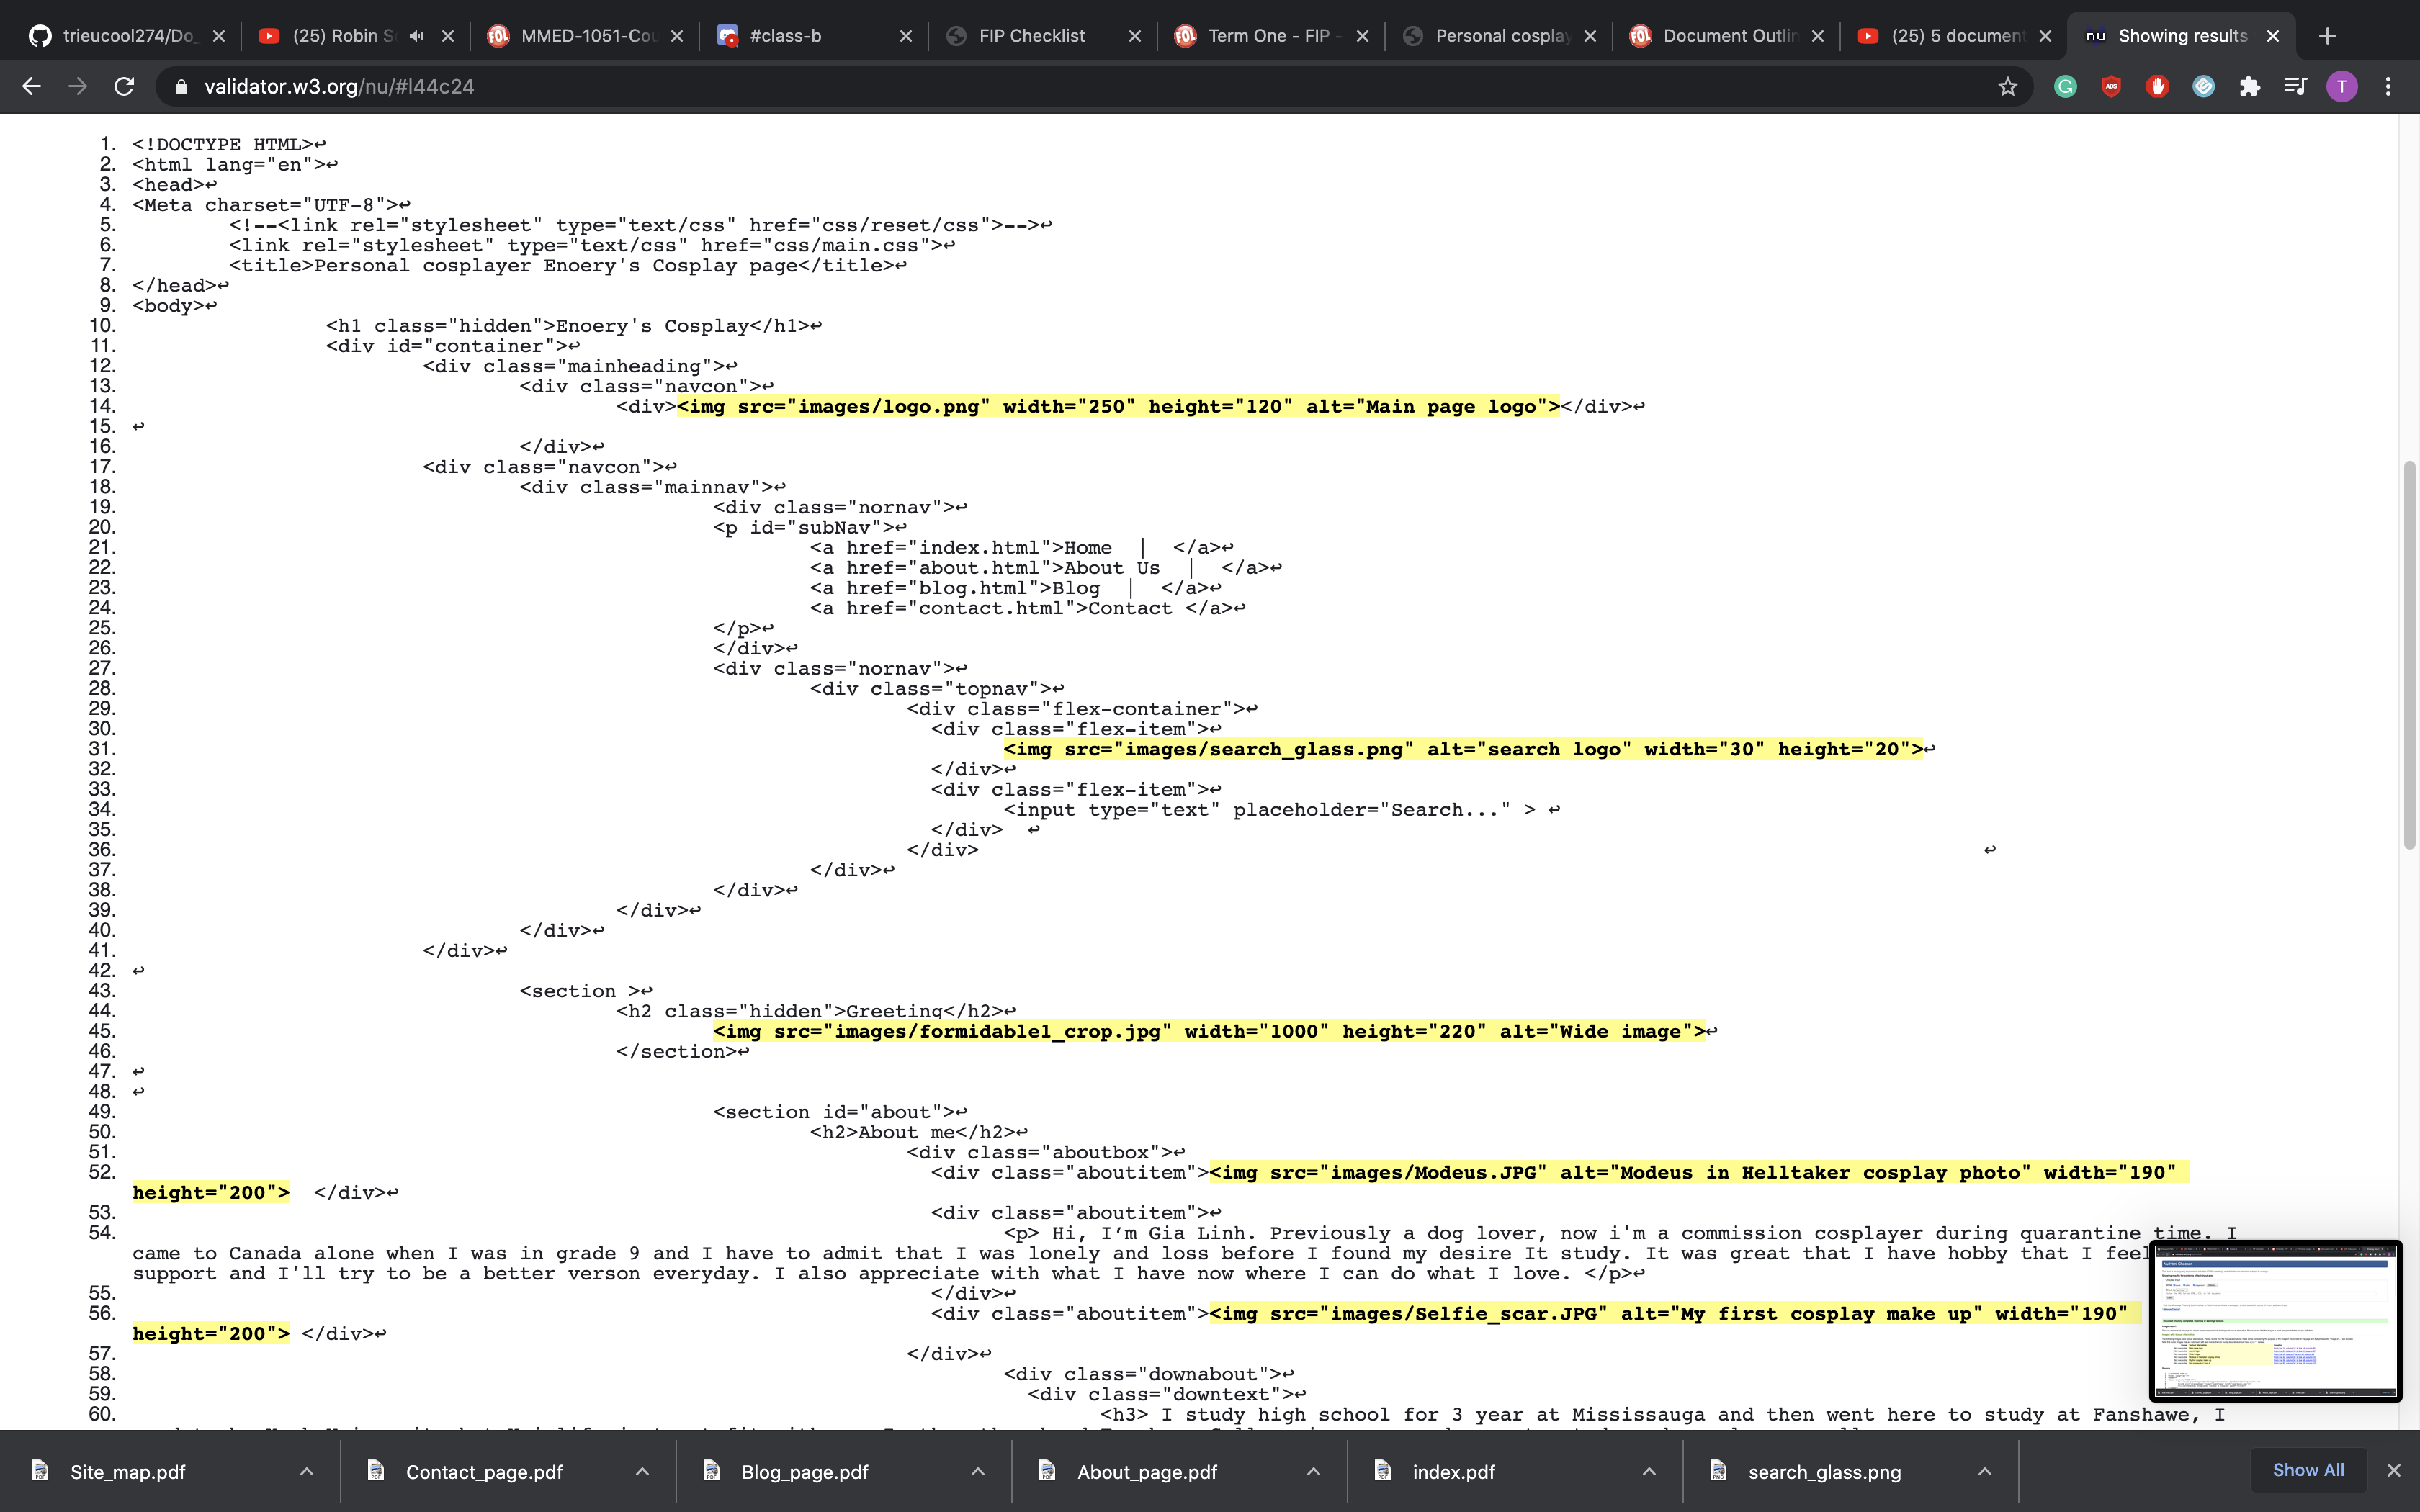 trieucool274/Do_
(25) Robin S
MMED-1051-Cou
#class-b
FIP Checklist
Term One - FIP -
Personal cosplay
Document Outlin
(25) 5 document
nu Showing results
validator.w3.org/nu/#l44c24
1. <!DOCTYPE HTML>↩
2. <html lang="en">↩
3. <head>↩
4. <Meta charset="UTF-8">↩
5. <!--<link rel="stylesheet" type="text/css" href="css/reset/css">-->↩
6. <link rel="stylesheet" type="text/css" href="css/main.css">↩
7. <title>Personal cosplayer Enoery's Cosplay page</title>↩
8. </head>↩
9. <body>↩
10. <h1 class="hidden">Enoery's Cosplay</h1>↩
11. <div id="container">↩
12. <div class="mainheading">↩
13. <div class="navcon">↩
14. <div><img src="images/logo.png" width="250" height="120" alt="Main page logo"></div>↩
15. ↩
16. </div>↩
17. <div class="navcon">↩
18. <div class="mainnav">↩
19. <div class="nornav">↩
20. <p id="subNav">↩
21. <a href="index.html">Home | </a>↩
22. <a href="about.html">About Us | </a>↩
23. <a href="blog.html">Blog | </a>↩
24. <a href="contact.html">Contact </a>↩
25. </p>↩
26. </div>↩
27. <div class="nornav">↩
28. <div class="topnav">↩
29. <div class="flex-container">↩
30. <div class="flex-item">↩
31. <img src="images/search_glass.png" alt="search logo" width="30" height="20">↩
32. </div>↩
33. <div class="flex-item">↩
34. <input type="text" placeholder="Search..." > ↩
35. </div> ↩
36. </div> ↩
37. </div>↩
38. </div>↩
39. </div>↩
40. </div>↩
41. </div>↩
42. ↩
43. <section >↩
44. <h2 class="hidden">Greeting</h2>↩
45. <img src="images/formidable1_crop.jpg" width="1000" height="220" alt="Wide image">↩
46. </section>↩
47. ↩
48. ↩
49. <section id="about">↩
50. <h2>About me</h2>↩
51. <div class="aboutbox">↩
52. <div class="aboutitem"><img src="images/Modeus.JPG" alt="Modeus in Helltaker cosplay photo" width="190"
height="200"> </div>↩
53. <div class="aboutitem">↩
54. <p> Hi, I’m Gia Linh. Previously a dog lover, now i'm a commission cosplayer during quarantine time. I
came to Canada alone when I was in grade 9 and I have to admit that I was lonely and loss before I found my desire It study. It was great that I have hobby that I feel
support and I'll try to be a better verson everyday. I also appreciate with what I have now where I can do what I love. </p>↩
55. </div>↩
56. <div class="aboutitem"><img src="images/Selfie_scar.JPG" alt="My first cosplay make up" width="190"
height="200"> </div>↩
57. </div>↩
58. <div class="downabout">↩
59. <div class="downtext">↩
60. <h3> I study high school for 3 year at Mississauga and then went here to study at Fanshawe, I
Site_map.pdf
Contact_page.pdf
Blog_page.pdf
About_page.pdf
index.pdf
search_glass.png
Show All